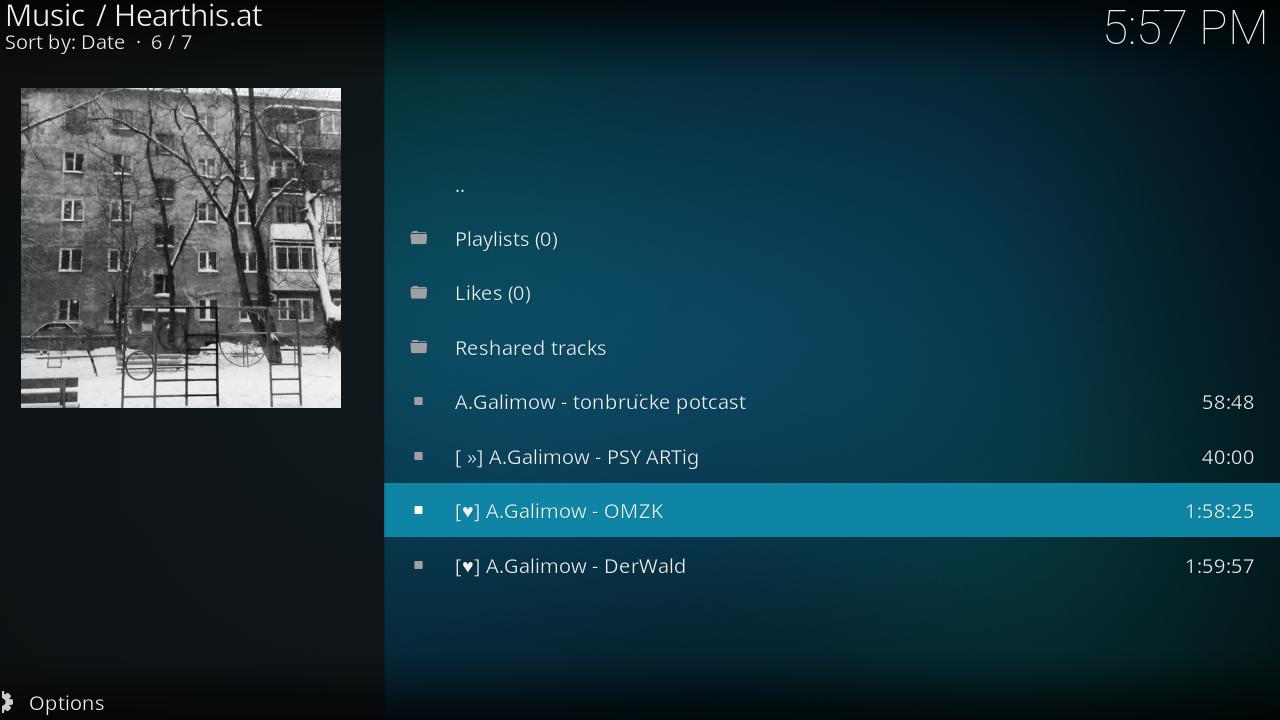 Music / Hearthis.at
Sort by: Date · 6 / 7
5:57 PM
..
Playlists (0)
Likes (0)
Reshared tracks
A.Galimow - tonbrücke potcast 58:48
[ »] A.Galimow - PSY ARTig 40:00
[♥] A.Galimow - OMZK 1:58:25
[♥] A.Galimow - DerWald 1:59:57
Options